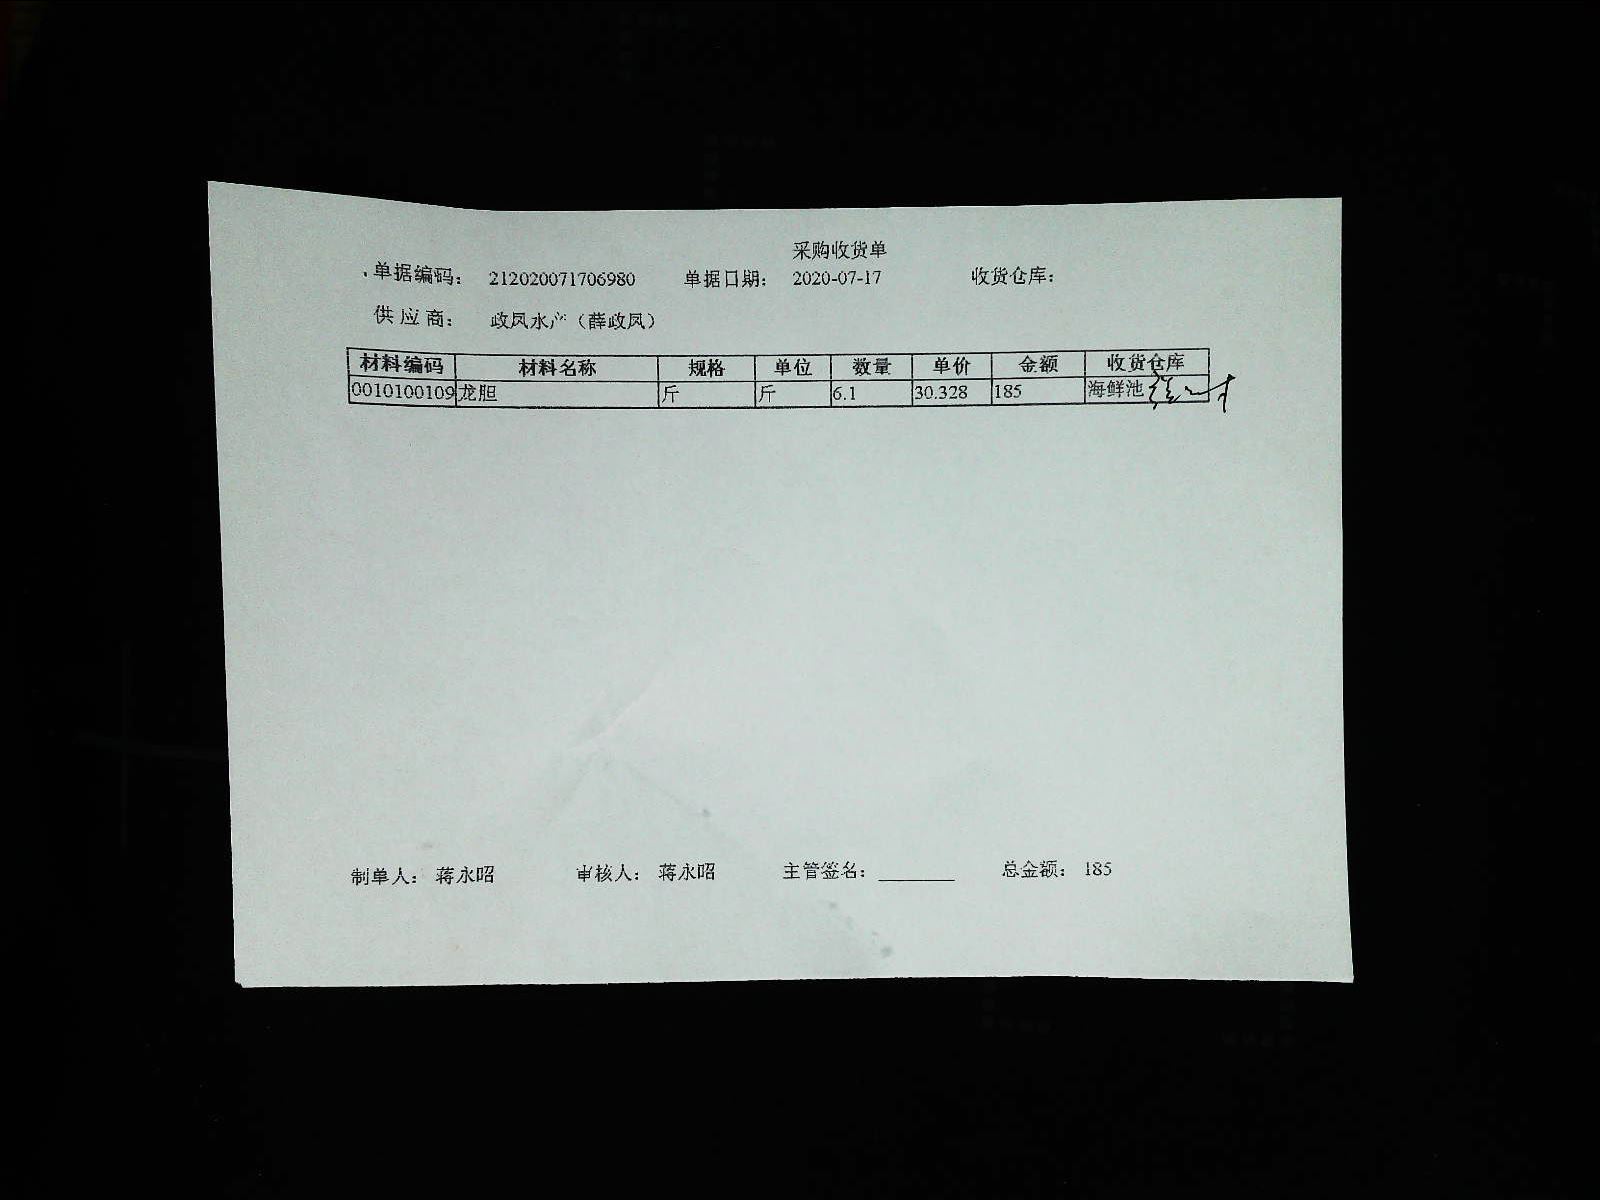 采购收货单
单据编码: 212020071706980 单据日期: 2020-07-17 收货仓库:
供应商: 政凤水产（薛政凤）
材料编码 材料名称 规格 单位 数量 单价 金额 收货仓库
0010100109 龙胆 斤 斤 6.1 30.328 185 海鲜池
制单人: 蒋永昭 审核人: 蒋永昭 主管签名: 总金额: 185